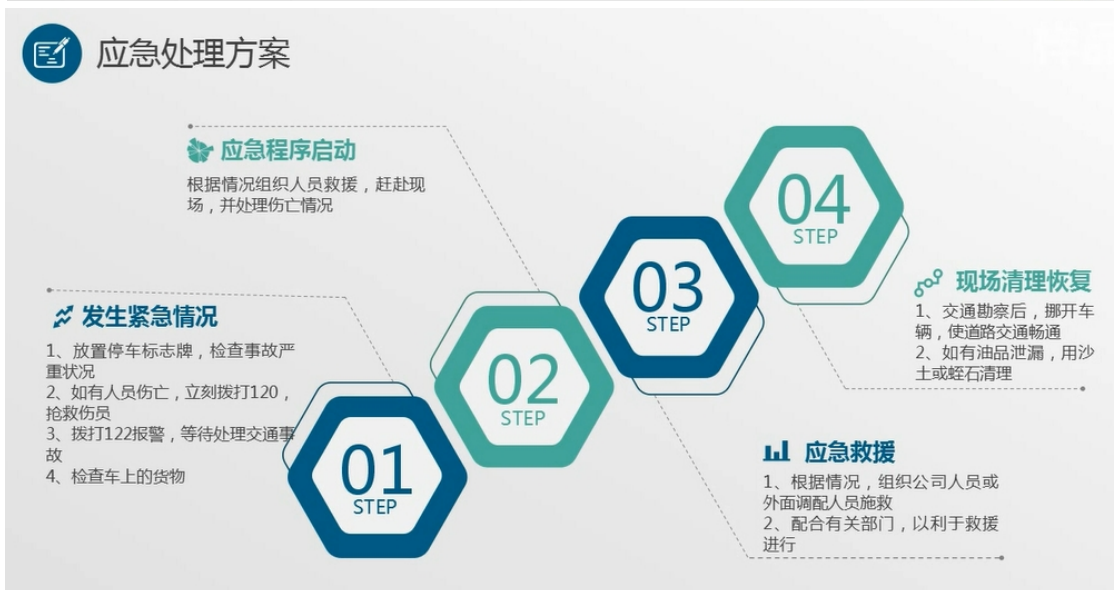 应急处理方案
应急程序启动
根据情况组织人员救援，赶赴现
场，并处理伤亡情况
发生紧急情况
1、放置停车标志牌，检查事故严
重状况
2、如有人员伤亡，立刻拨打120，
抢救伤员
3、拨打122报警，等待处理交通事
故
4、检查车上的货物
01
STEP
02
STEP
03
STEP
04
STEP
应急救援
1、根据情况，组织公司人员或
外面调配人员施救
2、配合有关部门，以利于救援
进行
现场清理恢复
1、交通勘察后，挪开车
辆，使道路交通畅通
2、如有油品泄漏，用沙
土或蛭石清理